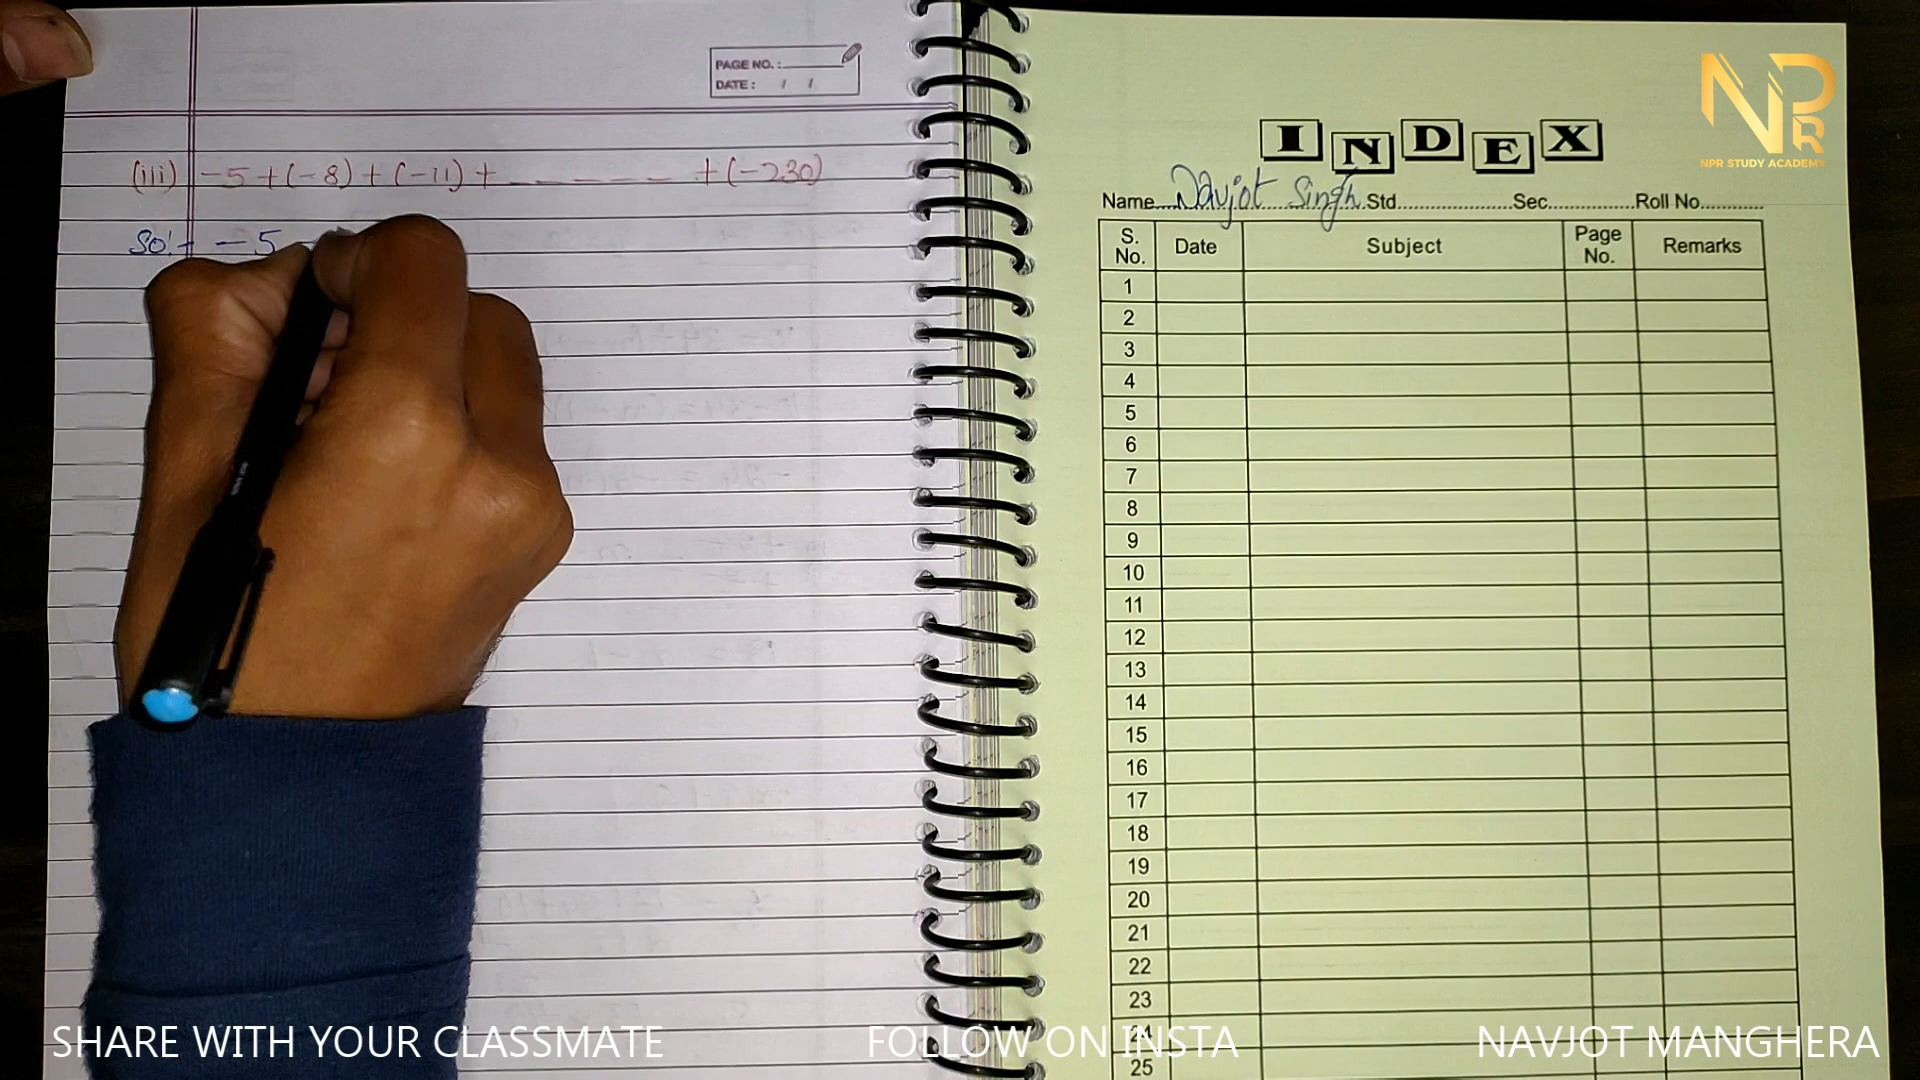 PAGE NO. :
DATE : / /
(iii) -5 + (-8) + (-11) + _ _ _ _ _ _ + (-230)
Sol:- -5
NPR
NPR STUDY ACADEMY
INDEX
Name Navjot Singh Std Sec Roll No
S. No. Date Subject Page No. Remarks
1
2
3
4
5
6
7
8
9
10
11
12
13
14
15
16
17
18
19
20
21
22
23
24
25
SHARE WITH YOUR CLASSMATE FOLLOW ON INSTA NAVJOT MANGHERA